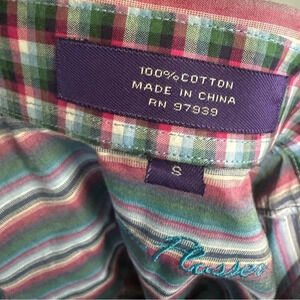 100% COTTON
MADE IN CHINA
RN 97939
S